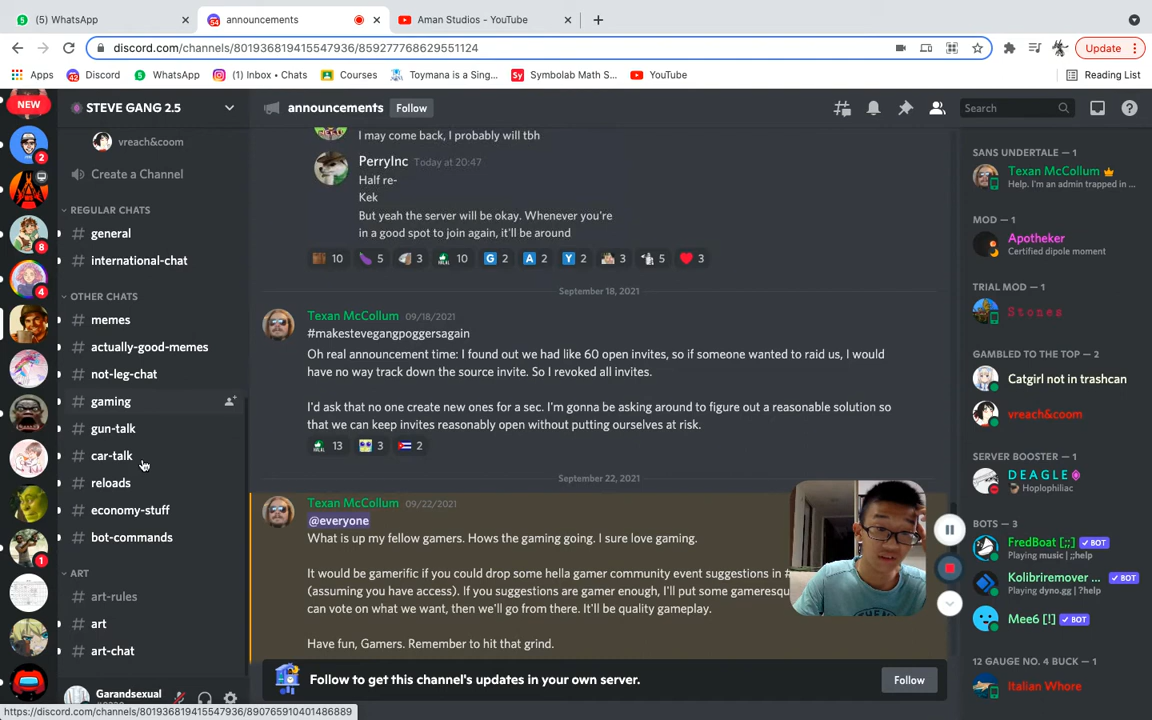 (5) WhatsApp
announcements
Aman Studios - YouTube
discord.com/channels/801936819415547936/859277768629551124
Update
Apps
Discord
WhatsApp
(1) Inbox • Chats
Courses
Toymana is a Sing...
Symbolab Math S...
YouTube
Reading List
NEW
STEVE GANG 2.5
announcements
Follow
Search
vreach&coom
Create a Channel
REGULAR CHATS
general
international-chat
OTHER CHATS
memes
actually-good-memes
not-leg-chat
gaming
gun-talk
car-talk
reloads
economy-stuff
bot-commands
ART
art-rules
art
art-chat
Garandsexual
I may come back, I probably will tbh
PerryInc Today at 20:47
Half re-
Kek
But yeah the server will be okay. Whenever you're
in a good spot to join again, it'll be around
10 5 3 10 G 2 A 2 Y 2 3 5 3
September 18, 2021
Texan McCollum 09/18/2021
#makestevegangpoggersagain
Oh real announcement time: I found out we had like 60 open invites, so if someone wanted to raid us, I would
have no way track down the source invite. So I revoked all invites.
I'd ask that no one create new ones for a sec. I'm gonna be asking around to figure out a reasonable solution so
that we can keep invites reasonably open without putting ourselves at risk.
13 3 2
September 22, 2021
Texan McCollum 09/22/2021
@everyone
What is up my fellow gamers. Hows the gaming going. I sure love gaming.
It would be gamerific if you could drop some hella gamer community event suggestions in #
(assuming you have access). If you suggestions are gamer enough, I'll put some gameresqu
can vote on what we want, then we'll go from there. It'll be quality gameplay.
Have fun, Gamers. Remember to hit that grind.
Follow to get this channel's updates in your own server.
Follow
SANS UNDERTALE — 1
Texan McCollum
Help. I'm an admin trapped in ...
MOD — 1
Apotheker
Certified dipole moment
TRIAL MOD — 1
Stones
GAMBLED TO THE TOP — 2
Catgirl not in trashcan
vreach&coom
SERVER BOOSTER — 1
DEAGLE
Hoplophiliac
BOTS — 3
FredBoat [;;] BOT
Playing music | ;;help
Kolibriremover ... BOT
Playing dyno.gg | ?help
Mee6 [!] BOT
12 GAUGE NO. 4 BUCK — 1
Italian Whore
https://discord.com/channels/801936819415547936/890765910401486889